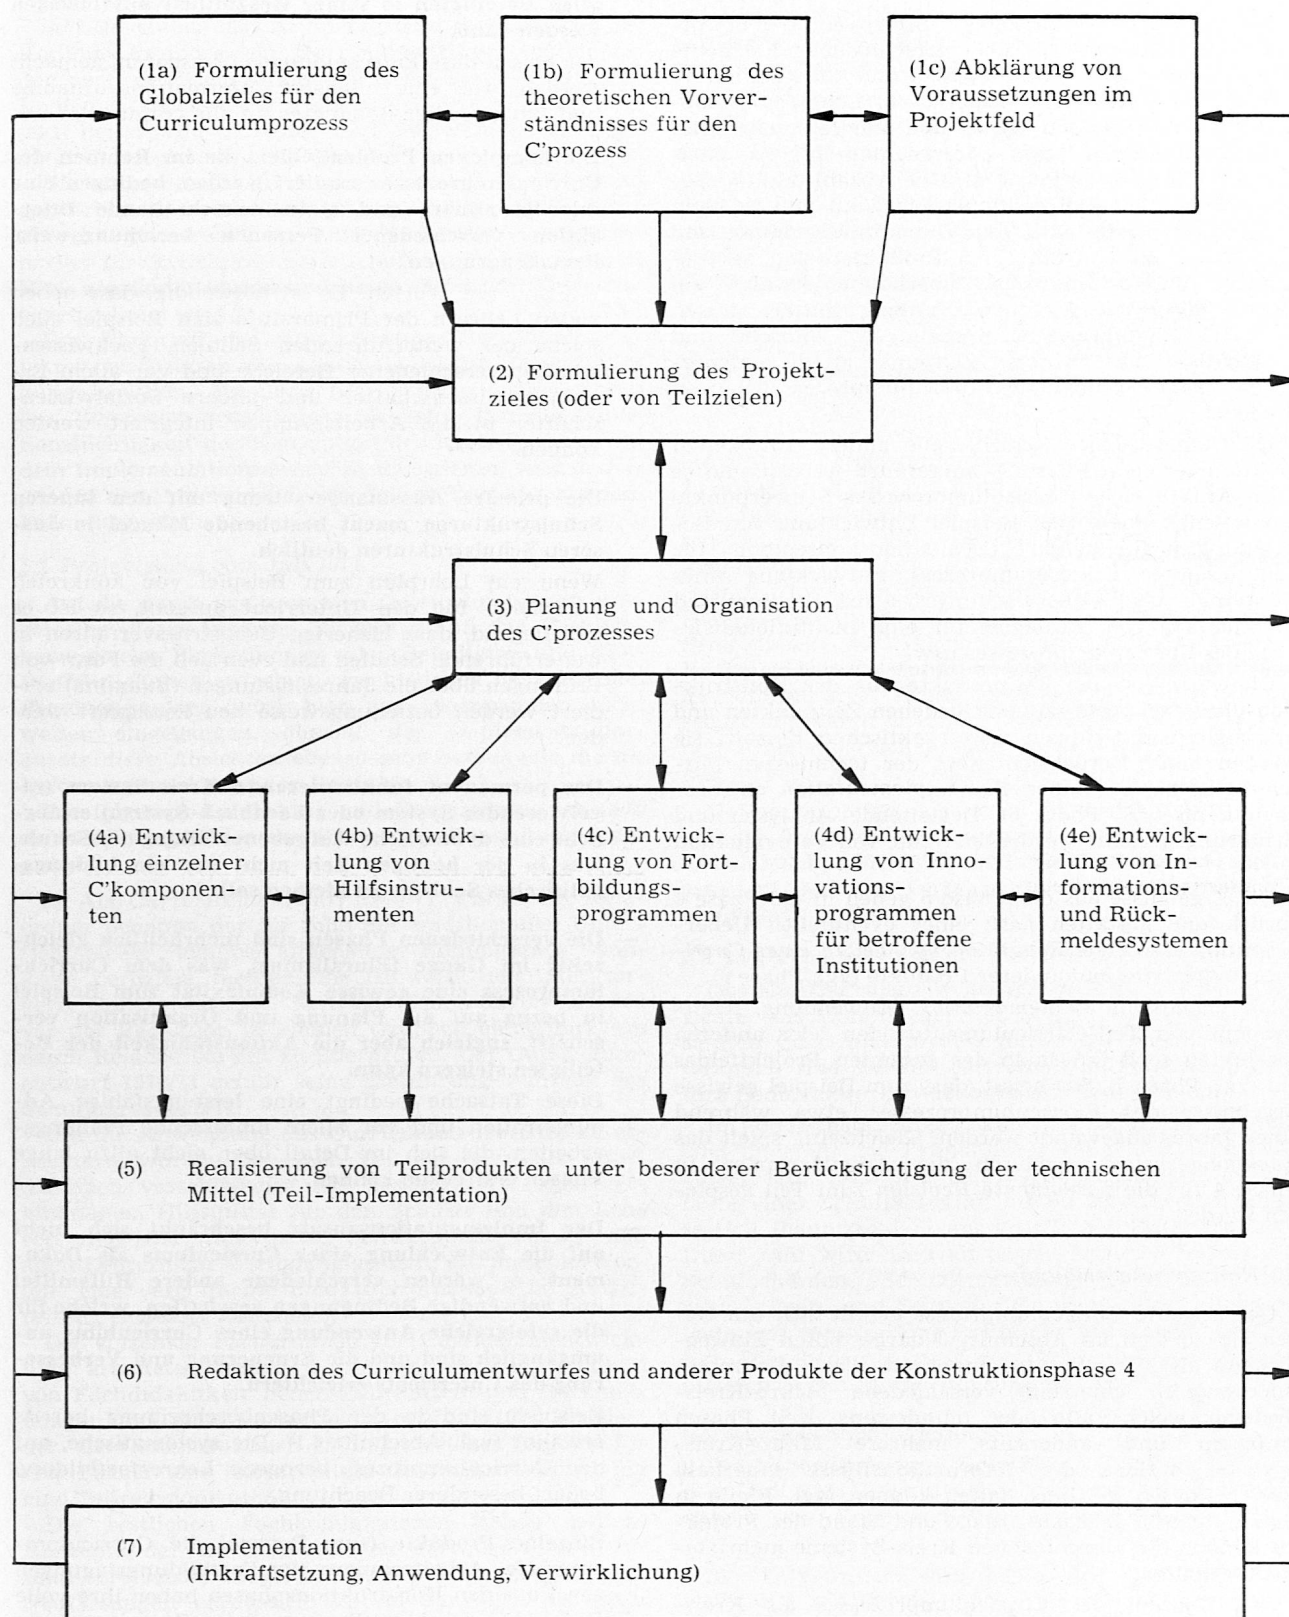 (1a) Formulierung des
Globalzieles für den
Curriculumprozess
(1b) Formulierung des
theoretischen Vorver-
ständnisses für den
C'prozess
(1c) Abklärung von
Voraussetzungen im
Projektfeld
(2) Formulierung des Projekt-
zieles (oder von Teilzielen)
(3) Planung und Organisation
des C'prozesses
(4a) Entwick-
lung einzelner
C'komponen-
ten
(4b) Entwick-
lung von
Hilfsinstru-
menten
(4c) Entwick-
lung von Fort-
bildungs-
programmen
(4d) Entwick-
lung von Inno-
vations-
programmen
für betroffene
Institutionen
(4e) Entwick-
lung von In-
formations-
und Rück-
meldesystemen
(5) Realisierung von Teilprodukten unter besonderer Berücksichtigung der technischen
Mittel (Teil-Implementation)
(6) Redaktion des Curriculumentwurfes und anderer Produkte der Konstruktionsphase 4
(7) Implementation
(Inkraftsetzung, Anwendung, Verwirklichung)